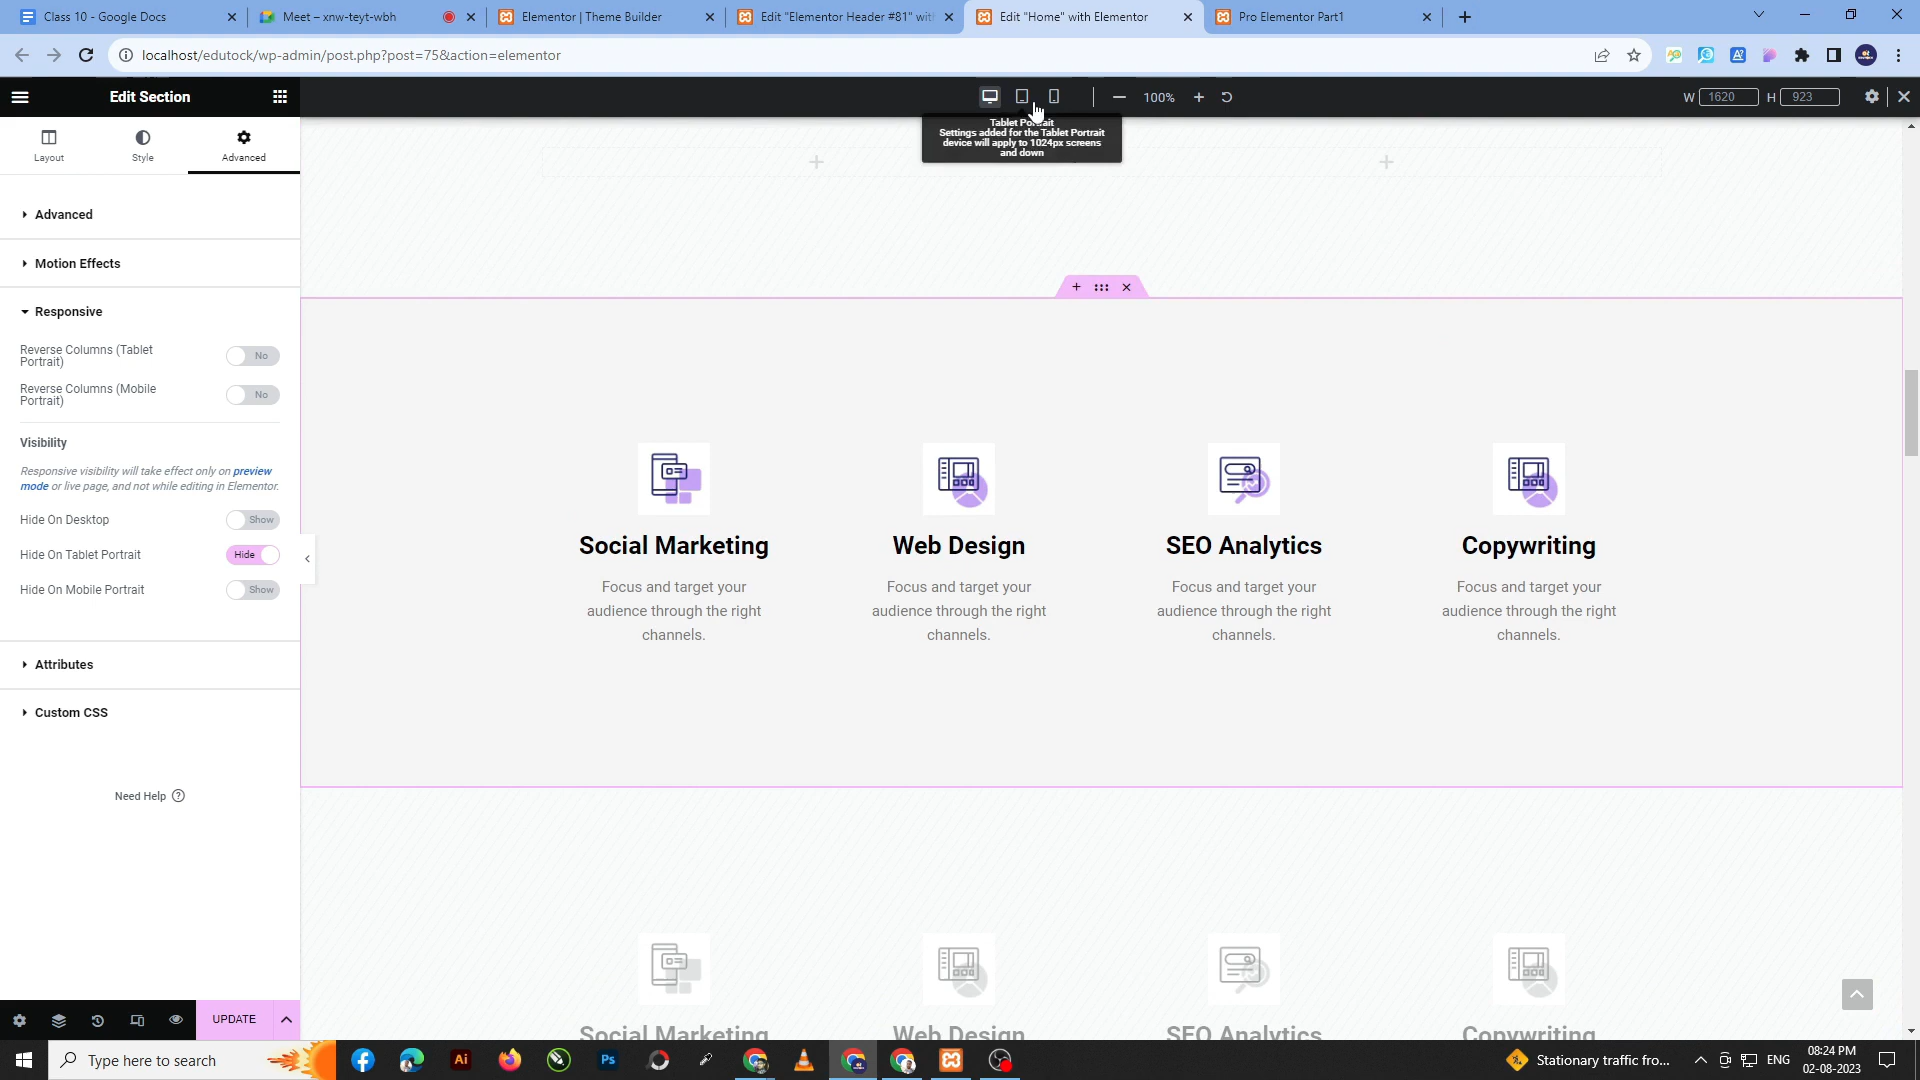 Class 10 - Google Docs
Meet – xnw-teyt-wbh
Elementor | Theme Builder
Edit "Elementor Header #81" wit
Edit "Home" with Elementor
Pro Elementor Part1
localhost/edutock/wp-admin/post.php?post=75&action=elementor
Edit Section
100%
W 1620 H 923
Layout
Style
Advanced
Tablet Portrait
Settings added for the Tablet Portrait
device will apply to 1024px screens
and down
Advanced
Motion Effects
Responsive
Reverse Columns (Tablet
Portrait)
No
Reverse Columns (Mobile
Portrait)
No
Visibility
Responsive visibility will take effect only on preview
mode or live page, and not while editing in Elementor.
Hide On Desktop
Show
Hide On Tablet Portrait
Hide
Hide On Mobile Portrait
Show
Attributes
Custom CSS
Need Help
UPDATE
Social Marketing
Focus and target your
audience through the right
channels.
Web Design
Focus and target your
audience through the right
channels.
SEO Analytics
Focus and target your
audience through the right
channels.
Copywriting
Focus and target your
audience through the right
channels.
Social Marketing
Web Design
SEO Analytics
Copywriting
Type here to search
Ai
Ps
Stationary traffic fro...
ENG
08:24 PM
02-08-2023